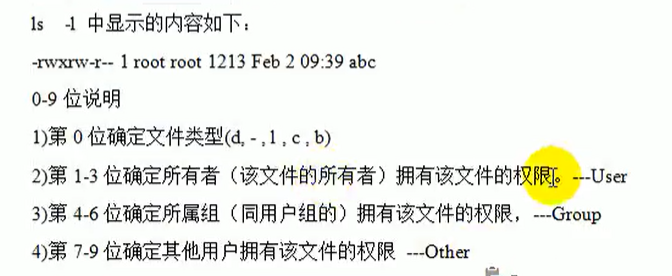 ls -l 中显示的内容如下：
-rwxrw-r-- 1 root root 1213 Feb 2 09:39 abc
0-9 位说明
1)第 0 位确定文件类型(d, - , l , c , b)
2)第 1-3 位确定所有者（该文件的所有者）拥有该文件的权限。---User
3)第 4-6 位确定所属组（同用户组的）拥有该文件的权限，---Group
4)第 7-9 位确定其他用户拥有该文件的权限 ---Other